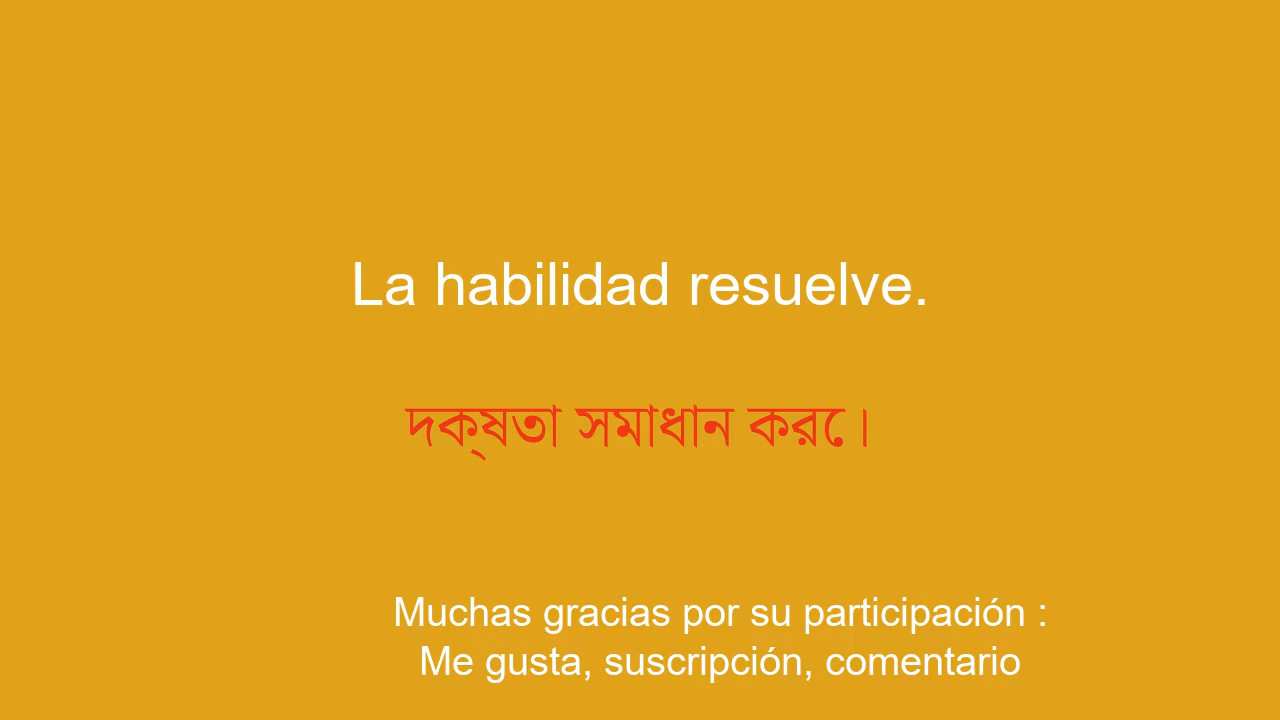 La habilidad resuelve.
দক্ষতা সমাধান করে।
Muchas gracias por su participación :
Me gusta, suscripción, comentario